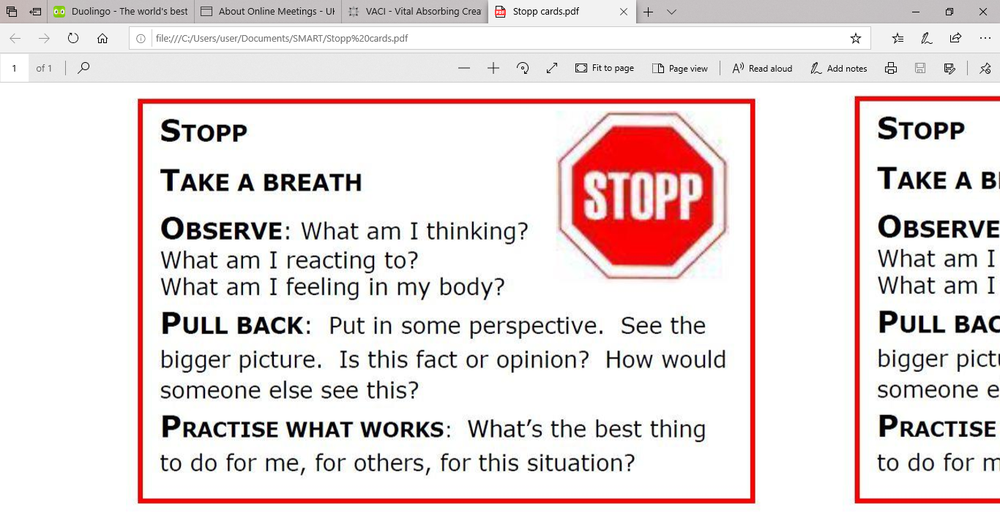 Duolingo - The world's best
About Online Meetings - Uk
VACI - Vital Absorbing Crea
Stopp cards.pdf
file:///C:/Users/user/Documents/SMART/Stopp%20cards.pdf
1 of 1
Fit to page
Page view
Read aloud
Add notes
STOPP
TAKE A BREATH
OBSERVE: What am I thinking?
What am I reacting to?
What am I feeling in my body?
PULL BACK: Put in some perspective. See the
bigger picture. Is this fact or opinion? How would
someone else see this?
PRACTISE WHAT WORKS: What's the best thing
to do for me, for others, for this situation?
STOPP
STOPP
TAKE A B
OBSERVE
What am I
What am I
PULL BAC
bigger pict
someone e
PRACTISE
to do for m